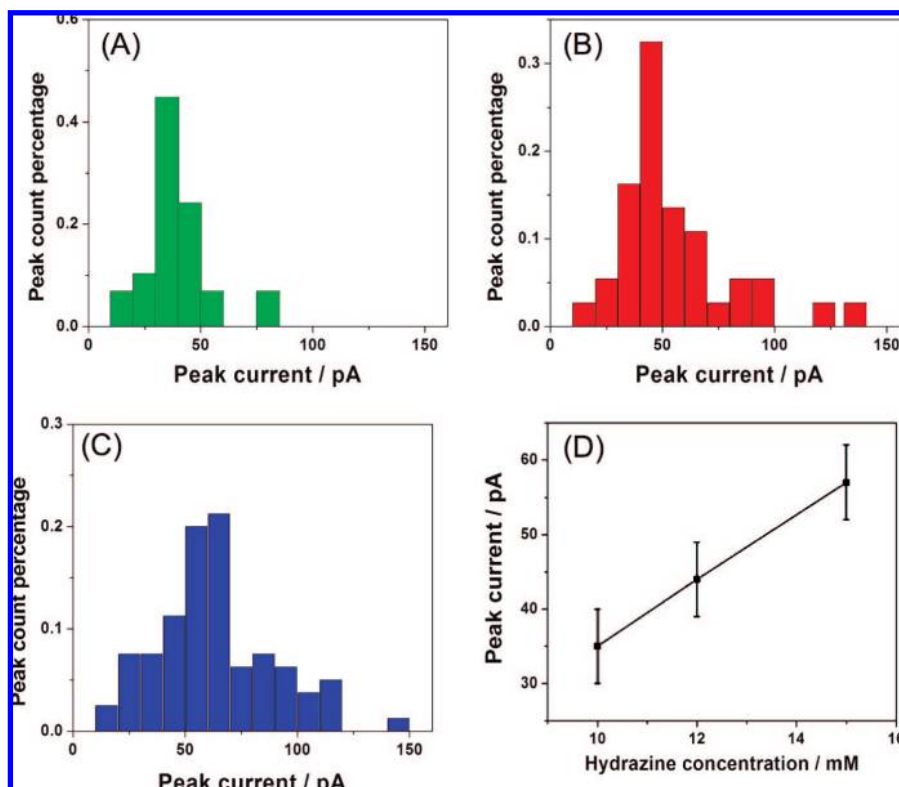 (A)
Peak count percentage
0.6
0.4
0.2
0.0
0 50 100 150
Peak current / pA
(B)
Peak count percentage
0.3
0.2
0.1
0.0
0 50 100 150
Peak current / pA
(C)
Peak count percentage
0.3
0.2
0.1
0.0
0 50 100 150
Peak current / pA
(D)
Peak current / pA
60
50
40
30
10 12 14 16
Hydrazine concentration / mM